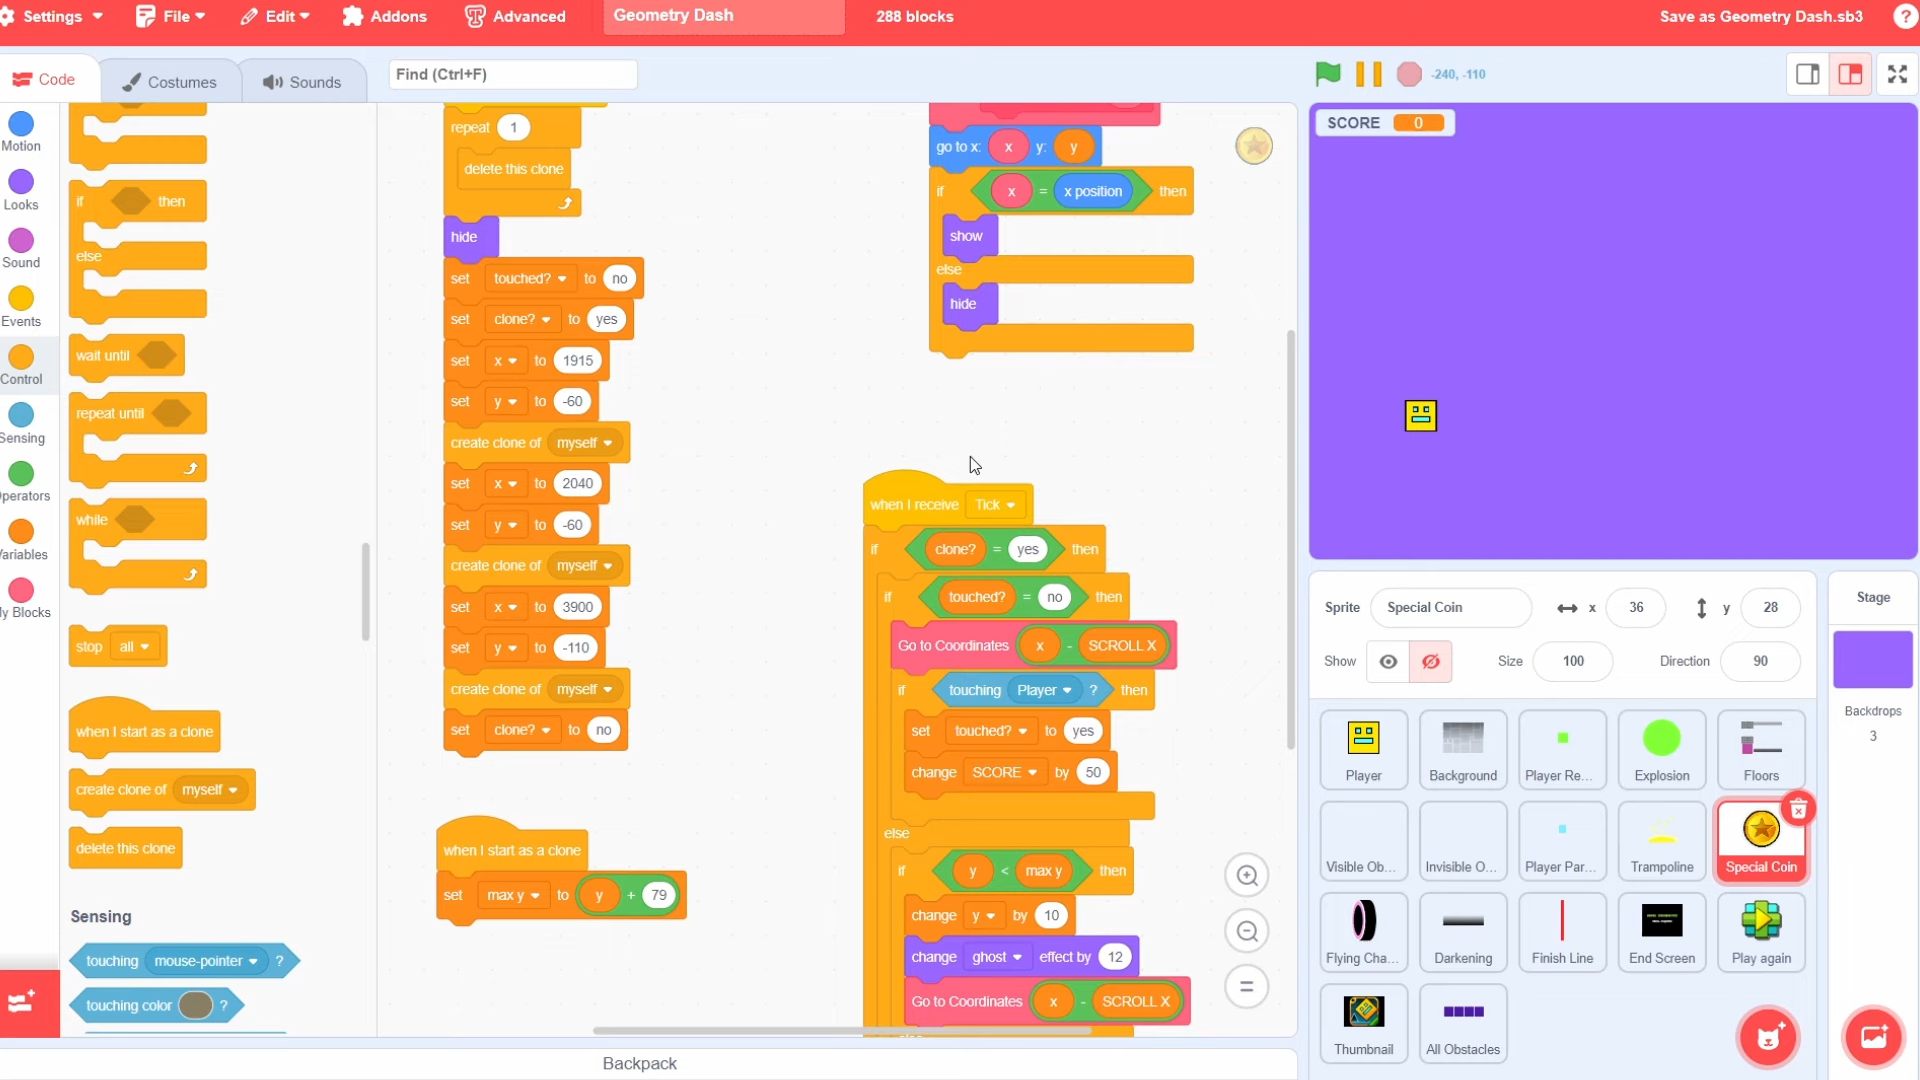 Settings File Edit Addons Advanced Geometry Dash 288 blocks Save as Geometry Dash.sb3 ?
Code Costumes Sounds Find (Ctrl+F) -240, -110
Motion
Looks
Sound
Events
Control
Sensing
Operators
Variables
My Blocks
if then
else
wait until
repeat until
while
stop all
when I start as a clone
create clone of myself
delete this clone
Sensing
touching mouse-pointer ?
touching color ?
repeat 1
delete this clone
hide
set touched? to no
set clone? to yes
set x to 1915
set y to -60
create clone of myself
set x to 2040
set y to -60
create clone of myself
set x to 3900
set y to -110
create clone of myself
set clone? to no
when I start as a clone
set max y to y + 79
go to x: x y: y
if x = x position then
show
else
hide
when I receive Tick
if clone? = yes then
if touched? = no then
Go to Coordinates x - SCROLL X
if touching Player ? then
set touched? to yes
change SCORE by 50
else
if y < max y then
change y by 10
change ghost effect by 12
Go to Coordinates x - SCROLL X
Backpack
SCORE 0
Sprite Special Coin x 36 y 28
Show Size 100 Direction 90
Stage
Backdrops
3
Player Background Player Re... Explosion Floors
Visible Ob... Invisible O... Player Par... Trampoline Special Coin
Flying Cha... Darkening Finish Line End Screen Play again
Thumbnail All Obstacles